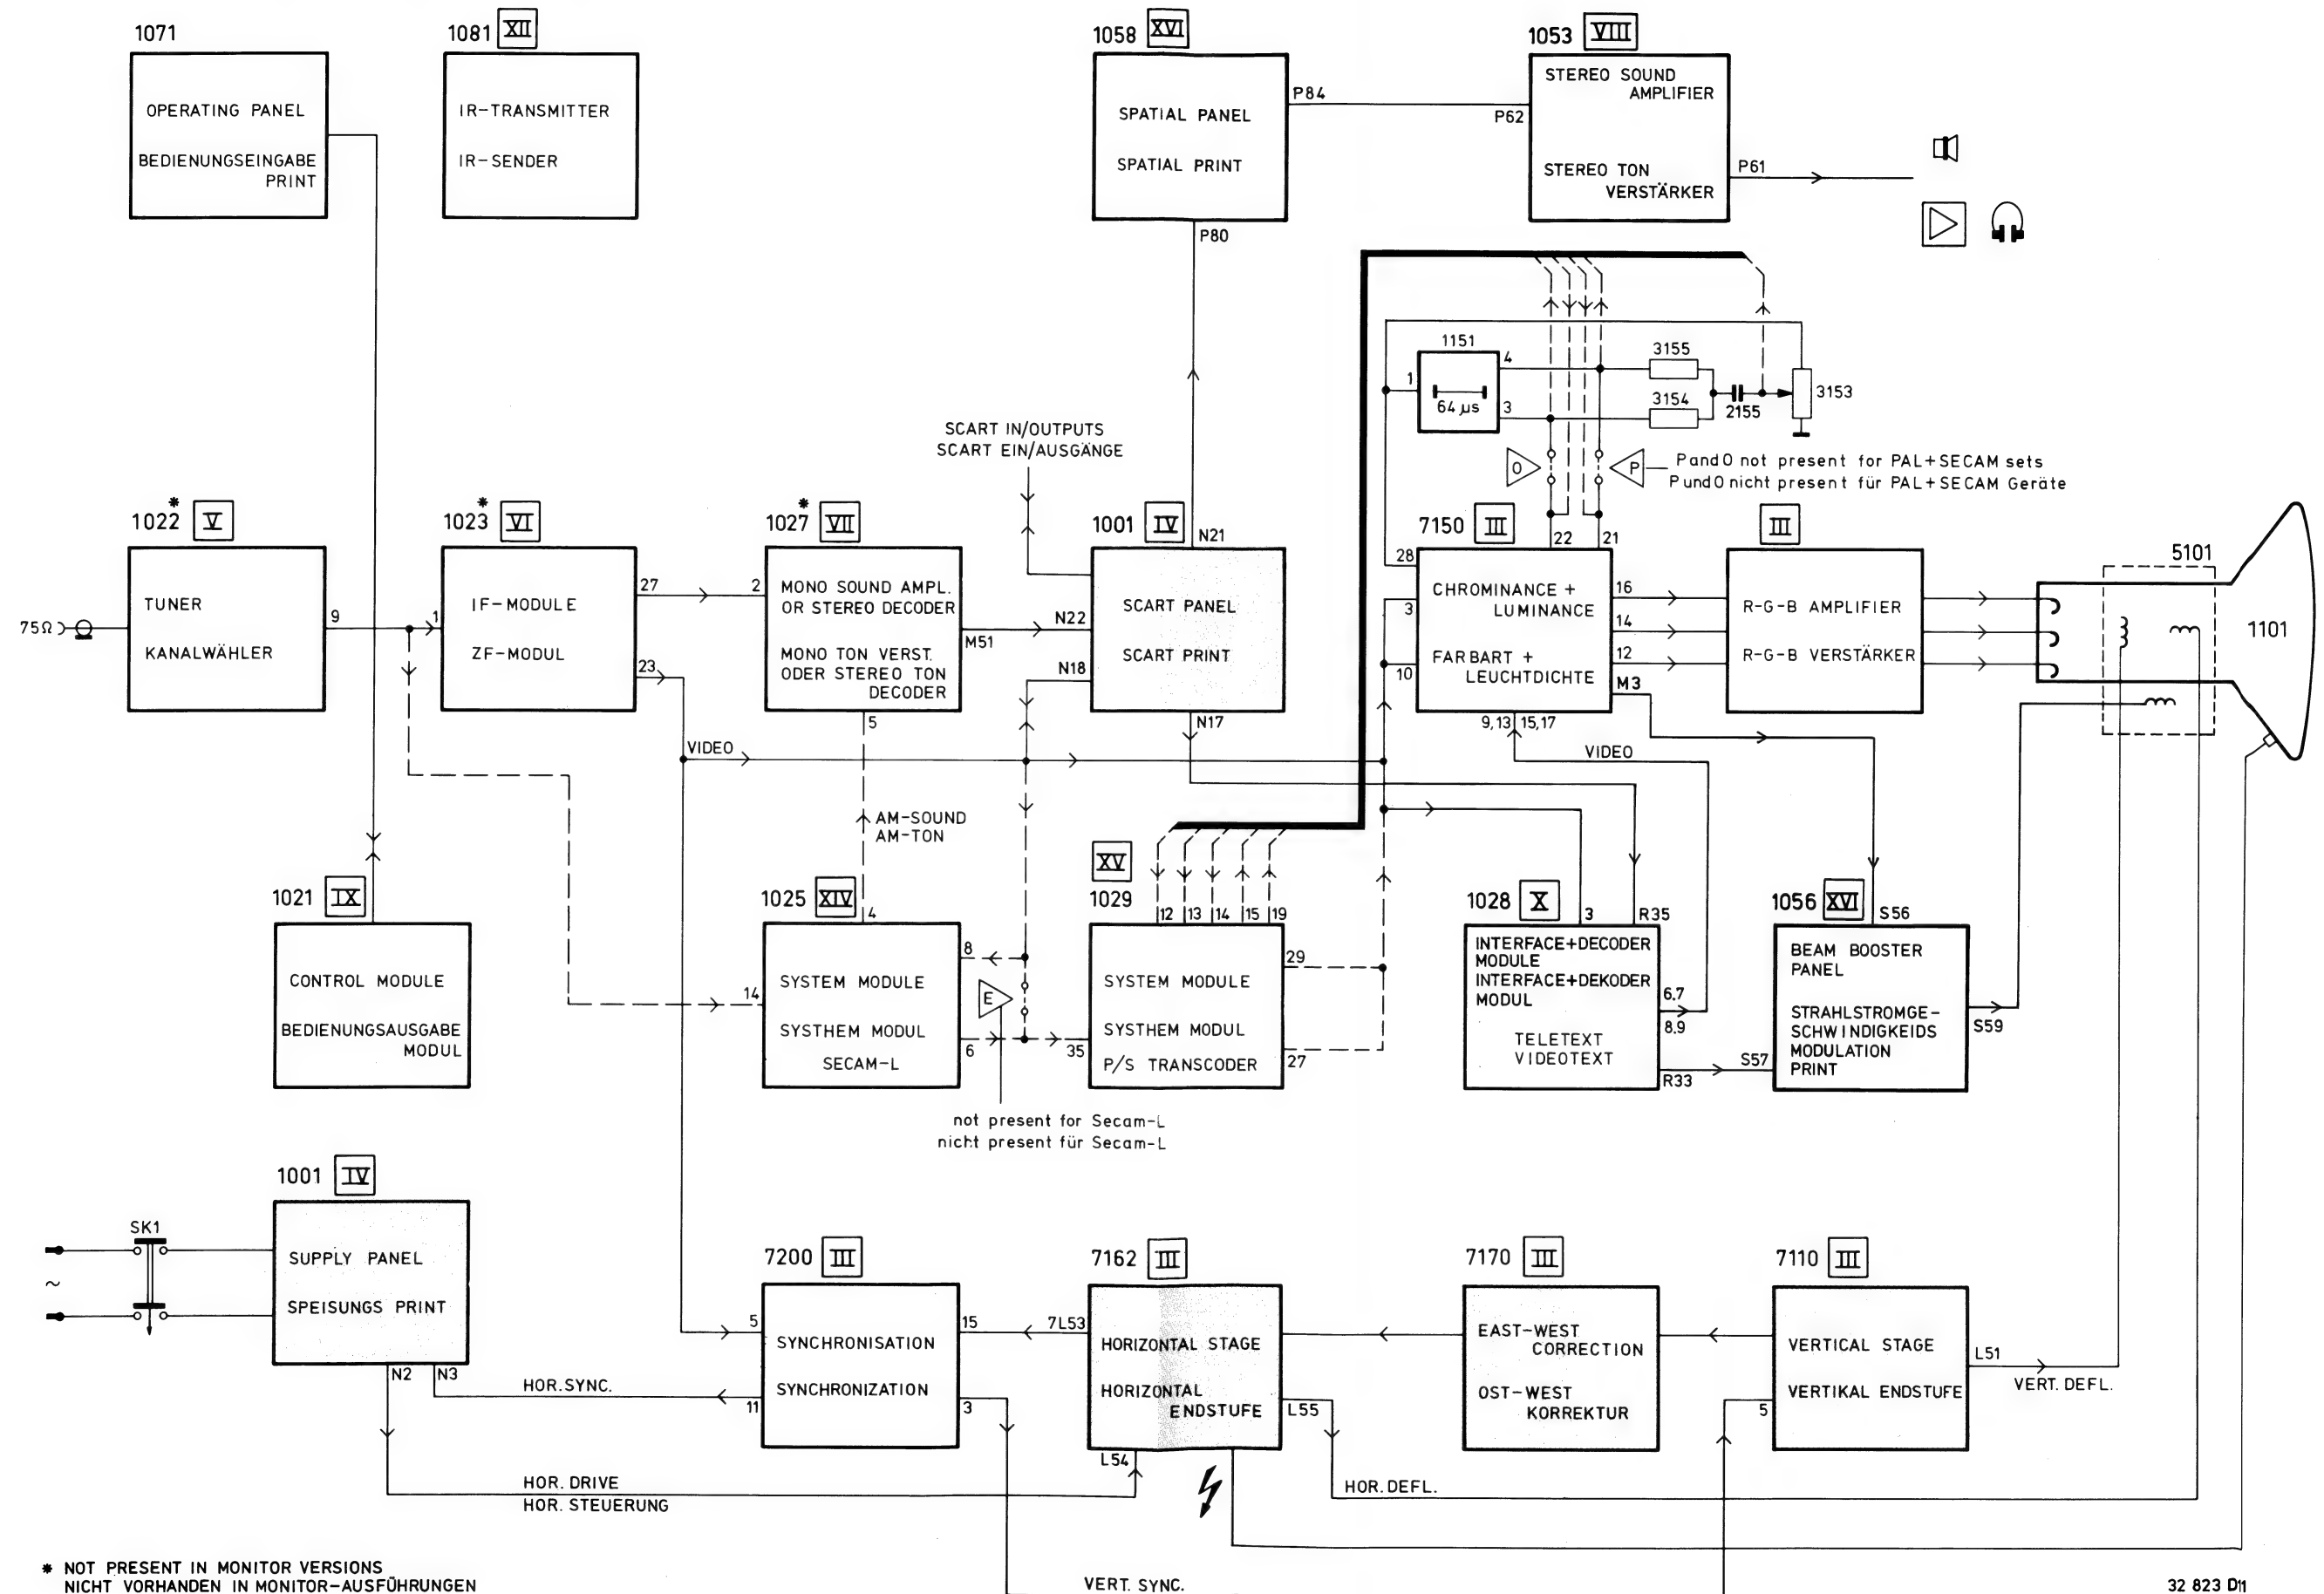 1071
OPERATING PANEL
BEDIENUNGSEINGABE
PRINT
1081 XII
IR-TRANSMITTER
IR-SENDER
1058 XVI
SPATIAL PANEL
SPATIAL PRINT
P84
P80
1053 VIII
STEREO SOUND
AMPLIFIER
STEREO TON
VERSTÄRKER
P62
P61
1151
64 µs
1
4
3
3155
3154
2155
3153
O
P
P and O not present for PAL+SECAM sets
P und O nicht present für PAL+SECAM Geräte
SCART IN/OUTPUTS
SCART EIN/AUSGÄNGE
75Ω
1022* V
TUNER
KANALWÄHLER
9
1023* VI
1
IF-MODULE
ZF-MODUL
27
23
1027* VII
2
MONO SOUND AMPL.
OR STEREO DECODER
MONO TON VERST.
ODER STEREO TON
DECODER
M51
5
1001 IV
N21
N22
N18
SCART PANEL
SCART PRINT
N17
7150 III
22
21
28
3
10
CHROMINANCE +
LUMINANCE
FARBART +
LEUCHTDICHTE
16
14
12
M3
9,13
15,17
III
R-G-B AMPLIFIER
R-G-B VERSTÄRKER
5101
1101
VIDEO
VIDEO
AM-SOUND
AM-TON
1021 IX
CONTROL MODULE
BEDIENUNGSAUSGABE
MODUL
1025 XIV
4
14
SYSTEM MODULE
SYSTHEM MODUL
SECAM-L
8
6
E
not present for Secam-L
nicht present für Secam-L
XV
1029
12
13
14
15
19
35
SYSTEM MODULE
SYSTHEM MODUL
P/S TRANSCODER
29
27
1028 X
3
R35
INTERFACE+DECODER
MODULE
INTERFACE+DEKODER
MODUL
TELETEXT
VIDEOTEXT
6.7
8.9
R33
1056 XVI
S56
S57
BEAM BOOSTER
PANEL
STRAHLSTROMGE-
SCHWINDIGKEIDS
MODULATION
PRINT
S59
SK1
~
1001 IV
SUPPLY PANEL
SPEISUNGS PRINT
N2
N3
HOR.SYNC.
7200 III
5
11
SYNCHRONISATION
SYNCHRONIZATION
15
3
7162 III
7L53
HORIZONTAL STAGE
HORIZONTAL
ENDSTUFE
L54
L55
7170 III
EAST-WEST
CORRECTION
OST-WEST
KORREKTUR
7110 III
VERTICAL STAGE
VERTIKAL ENDSTUFE
5
L51
VERT. DEFL.
HOR. DRIVE
HOR. STEUERUNG
HOR. DEFL.
* NOT PRESENT IN MONITOR VERSIONS
NICHT VORHANDEN IN MONITOR-AUSFÜHRUNGEN
VERT. SYNC.
32 823 D11